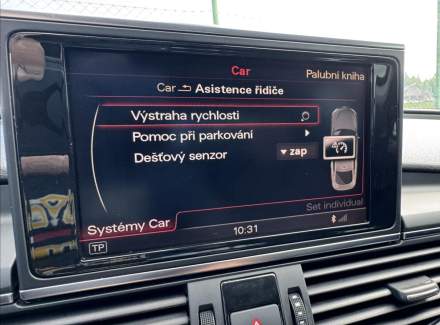 Car
Palubní kniha
Car Asistence řidiče
Výstraha rychlosti
Pomoc při parkování
Dešťový senzor zap
Set individual
Systémy Car
10:31
TP